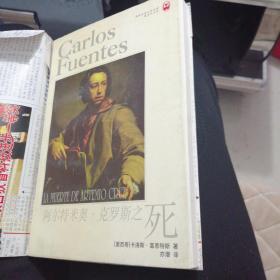 Carlos
Fuentes
LA MUERTE DE ARTEMIO CRUZ
阿尔特米奥·克罗斯之死
[墨西哥]卡洛斯·富恩特斯 著
亦潜 译